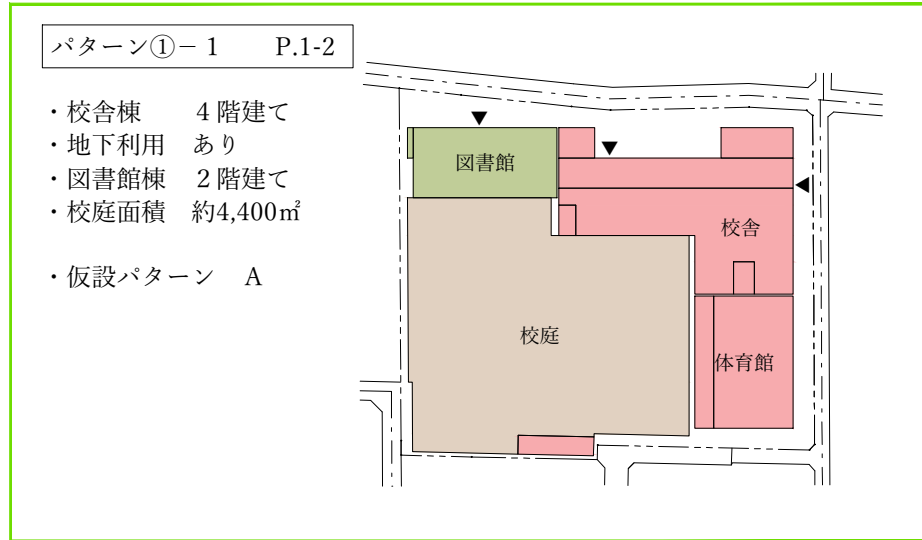 パターン①－１　　P.1-2
・校舎棟　　４階建て
・地下利用　あり
・図書館棟　２階建て
・校庭面積　約4,400㎡
・仮設パターン　A
図書館
校舎
校庭
体育館